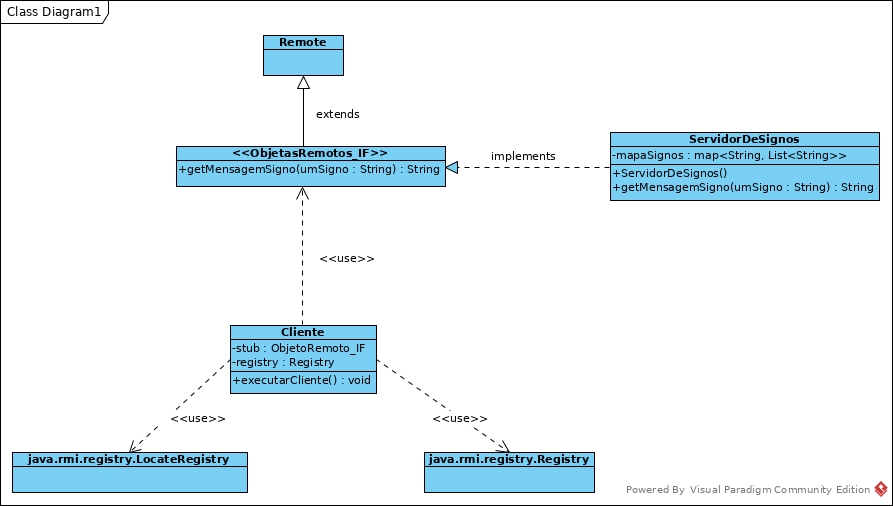 Class Diagram1
Remote
extends
<<ObjetasRemotos_IF>>
+getMensagemSigno(umSigno : String) : String
implements
ServidorDeSignos
-mapaSignos : map<String, List<String>>
+ServidorDeSignos()
+getMensagemSigno(umSigno : String) : String
<<use>>
Cliente
-stub : ObjetoRemoto_IF
-registry : Registry
+executarCliente() : void
<<use>>
<<use>>
java.rmi.registry.LocateRegistry
java.rmi.registry.Registry
Powered By Visual Paradigm Community Edition